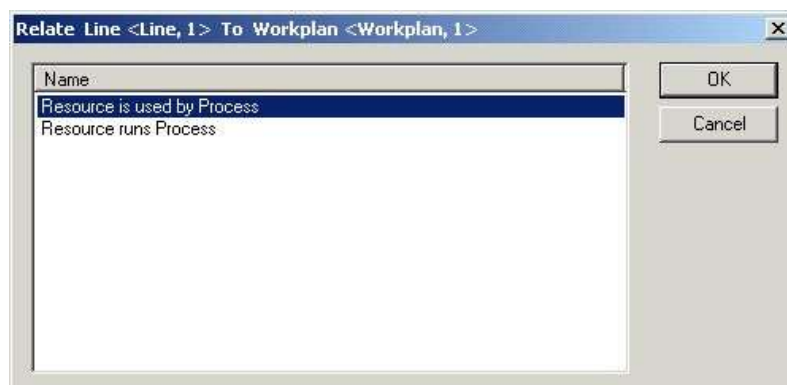 Relate Line <Line, 1> To Workplan <Workplan, 1>
Name
OK
Resource is used by Process
Resource runs Process
Cancel